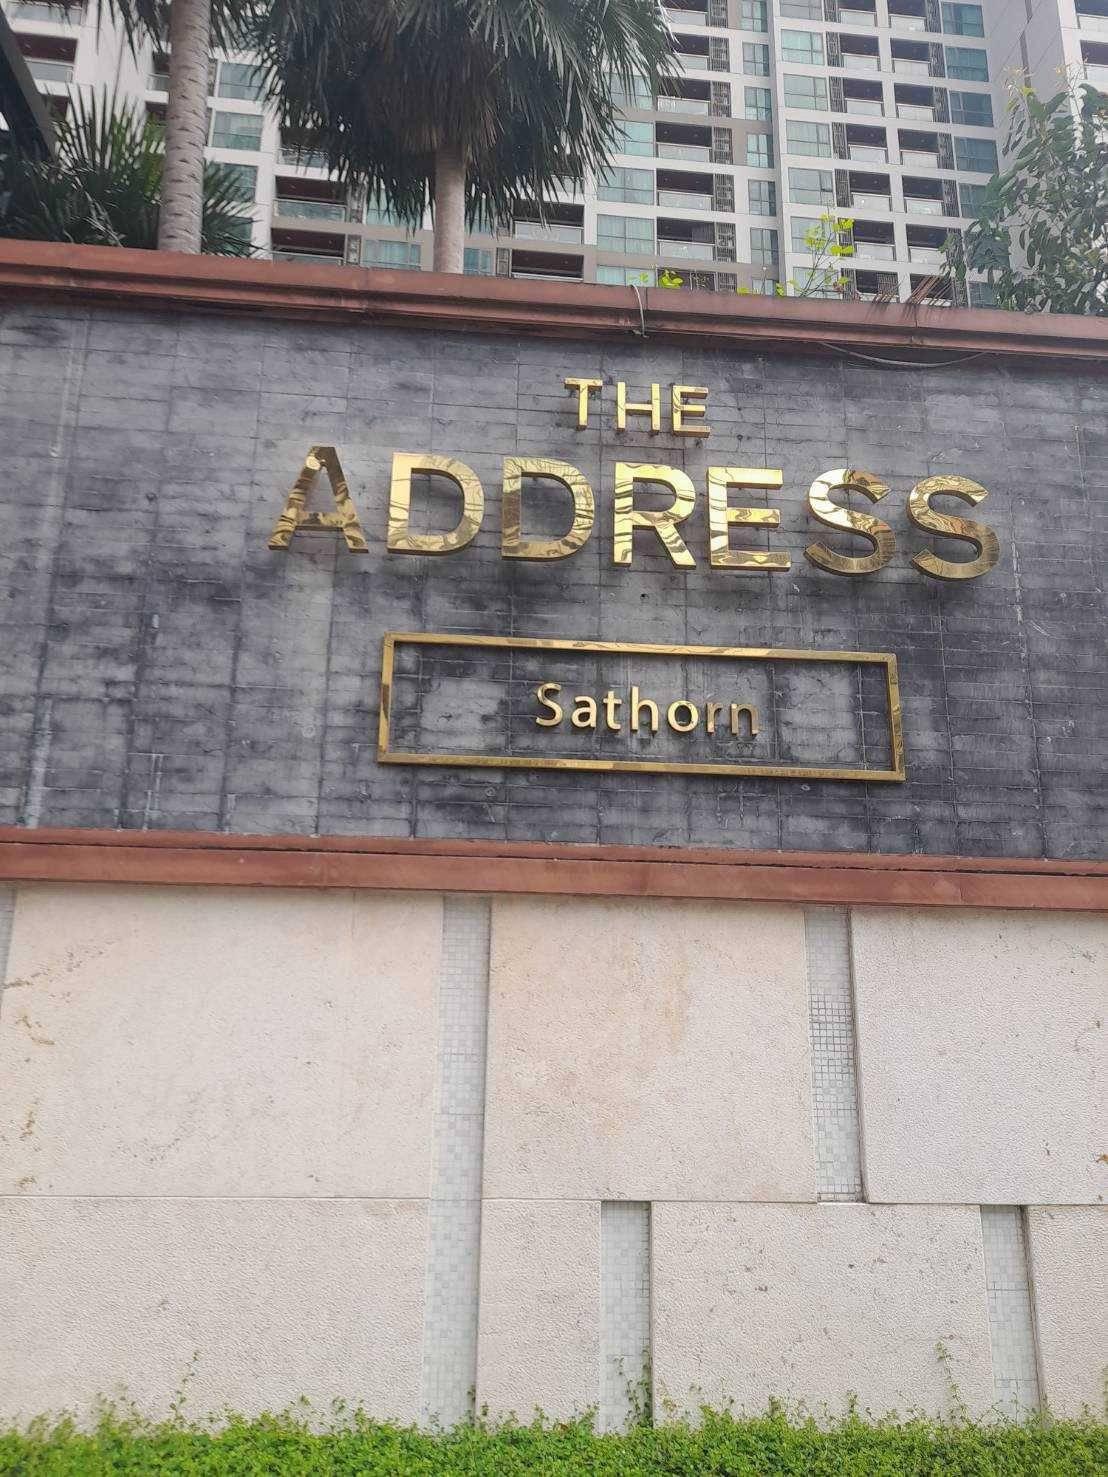 THE
ADDRESS
Sathorn